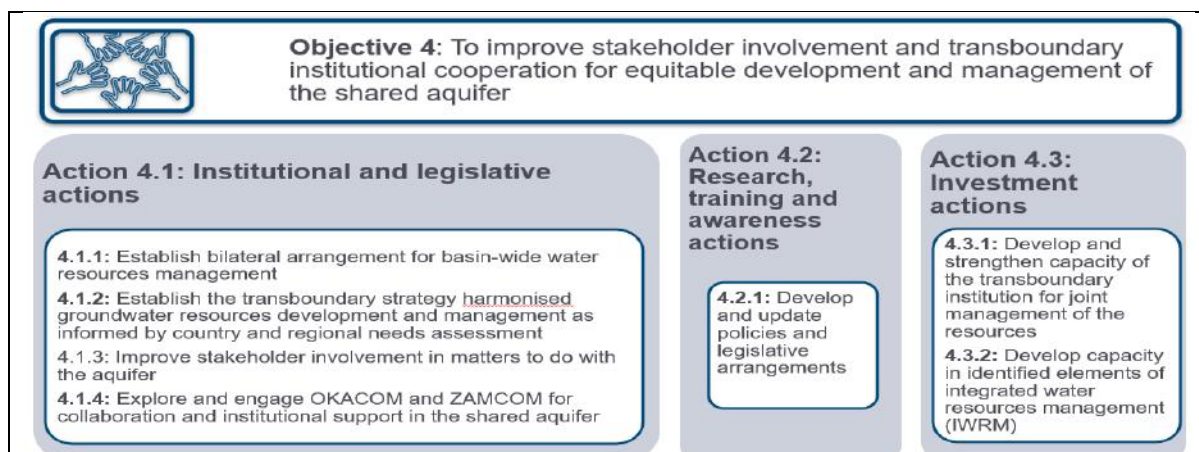 Objective 4: To improve stakeholder involvement and transboundary
institutional cooperation for equitable development and management of
the shared aquifer
Action 4.1: Institutional and legislative
actions
4.1.1: Establish bilateral arrangement for basin-wide water
resources management
4.1.2: Establish the transboundary strategy harmonised
groundwater resources development and management as
informed by country and regional needs assessment
4.1.3: Improve stakeholder involvement in matters to do with
the aquifer
4.1.4: Explore and engage OKACOM and ZAMCOM for
collaboration and institutional support in the shared aquifer
Action 4.2:
Research,
training and
awareness
actions
4.2.1: Develop
and update
policies and
legislative
arrangements
Action 4.3:
Investment
actions
4.3.1: Develop and
strengthen capacity of
the transboundary
institution for joint
management of the
resources
4.3.2: Develop capacity
in identified elements of
integrated water
resources management
(IWRM)